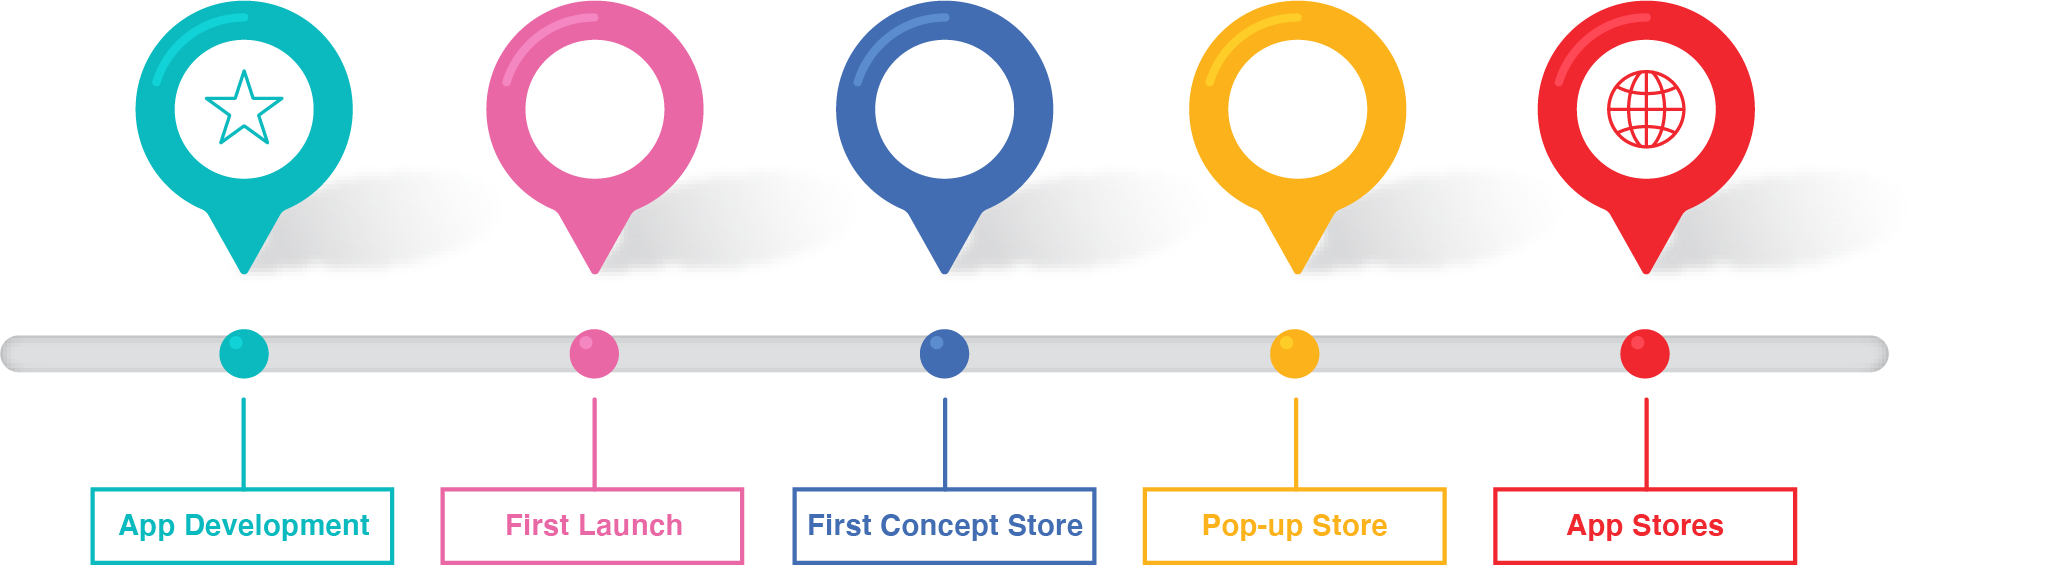 App Development
First Launch
First Concept Store
Pop-up Store
App Stores